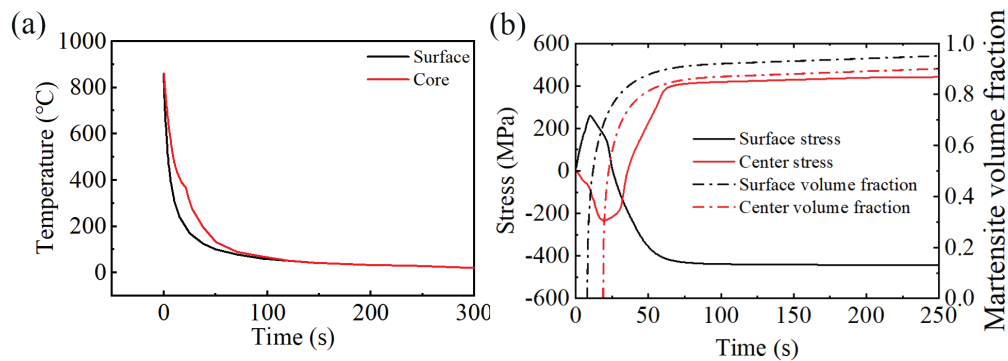 (a)
1000
800
600
400
200
0
Temperature (°C)
Surface
Core
0
100
200
300
Time (s)
(b)
600
400
200
0
-200
-400
-600
Stress (MPa)
Surface stress
Center stress
Surface volume fraction
Center volume fraction
1.0
0.8
0.6
0.4
0.2
0.0
Martensite volume fraction
0
25
50
75
100
150
200
250
Time (s)